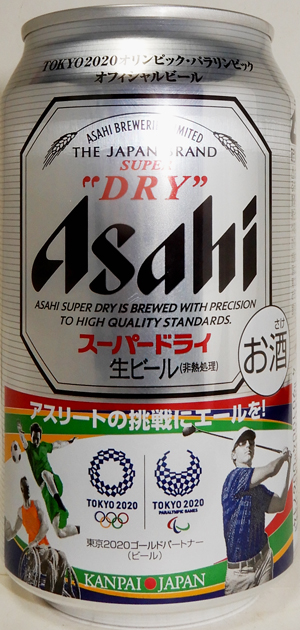 TOKYO2020オリンピック・パラリンピック
オフィシャルビール
ASAHI BREWERIES LIMITED
THE JAPAN BRAND
SUPER
"DRY"
Asahi
ASAHI SUPER DRY IS BREWED WITH PRECISION
TO HIGH QUALITY STANDARDS.
スーパードライ
生ビール(非熱処理)
さけ
お酒
アスリートの挑戦にエールを!
TOKYO 2020
TOKYO 2020
PARALYMPIC GAMES
東京2020ゴールドパートナー
(ビール)
KANPAI JAPAN